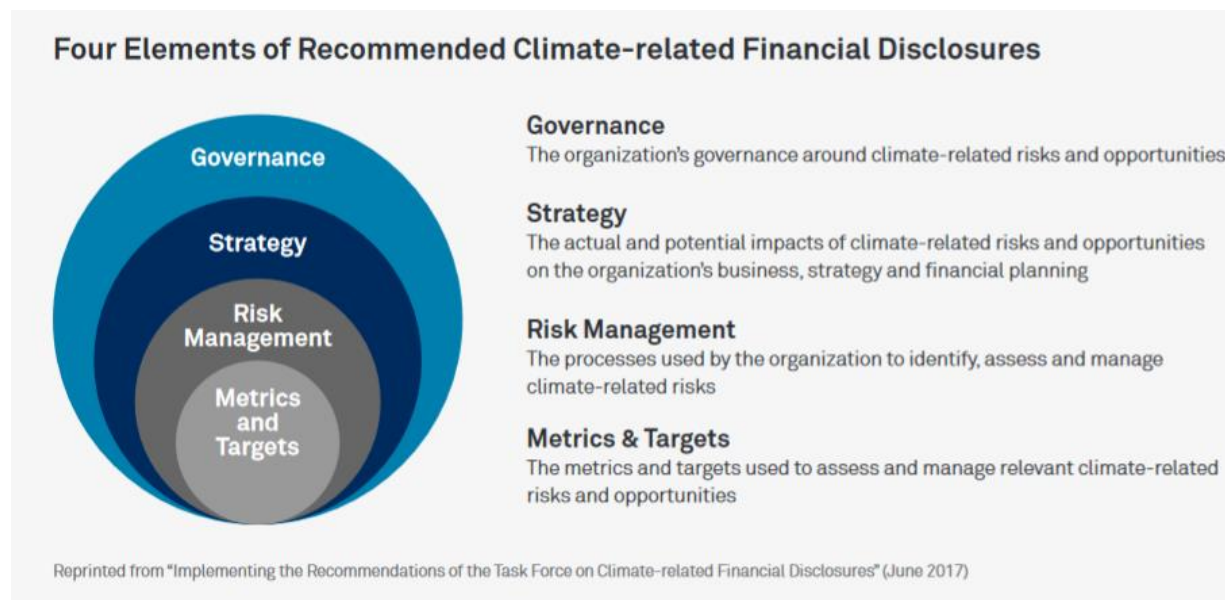 Four Elements of Recommended Climate-related Financial Disclosures
Governance
Strategy
Risk
Management
Metrics
and
Targets
Governance
The organization's governance around climate-related risks and opportunities
Strategy
The actual and potential impacts of climate-related risks and opportunities
on the organization's business, strategy and financial planning
Risk Management
The processes used by the organization to identify, assess and manage
climate-related risks
Metrics & Targets
The metrics and targets used to assess and manage relevant climate-related
risks and opportunities
Reprinted from “Implementing the Recommendations of the Task Force on Climate-related Financial Disclosures” (June 2017)